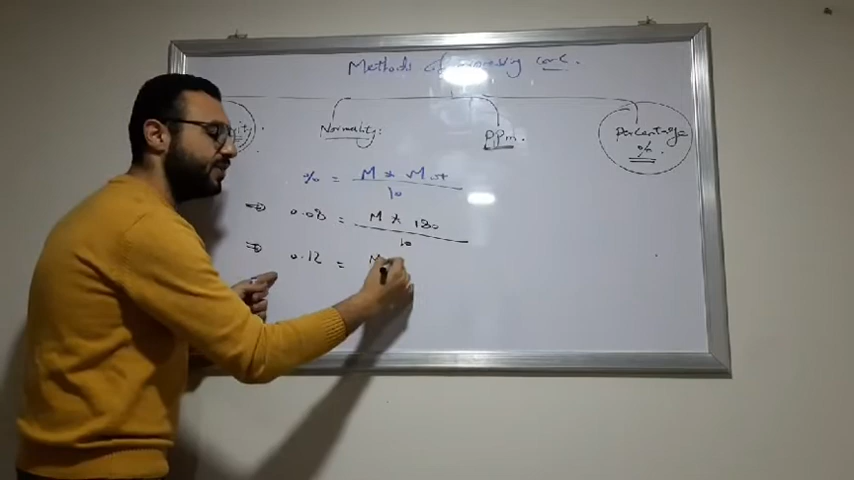 Methods of expressing conc.
Normality:
PPm.
Percentage
%
% = M * M.wt
10
⇒ 0.08 = M * 180
10
⇒ 0.12 = M